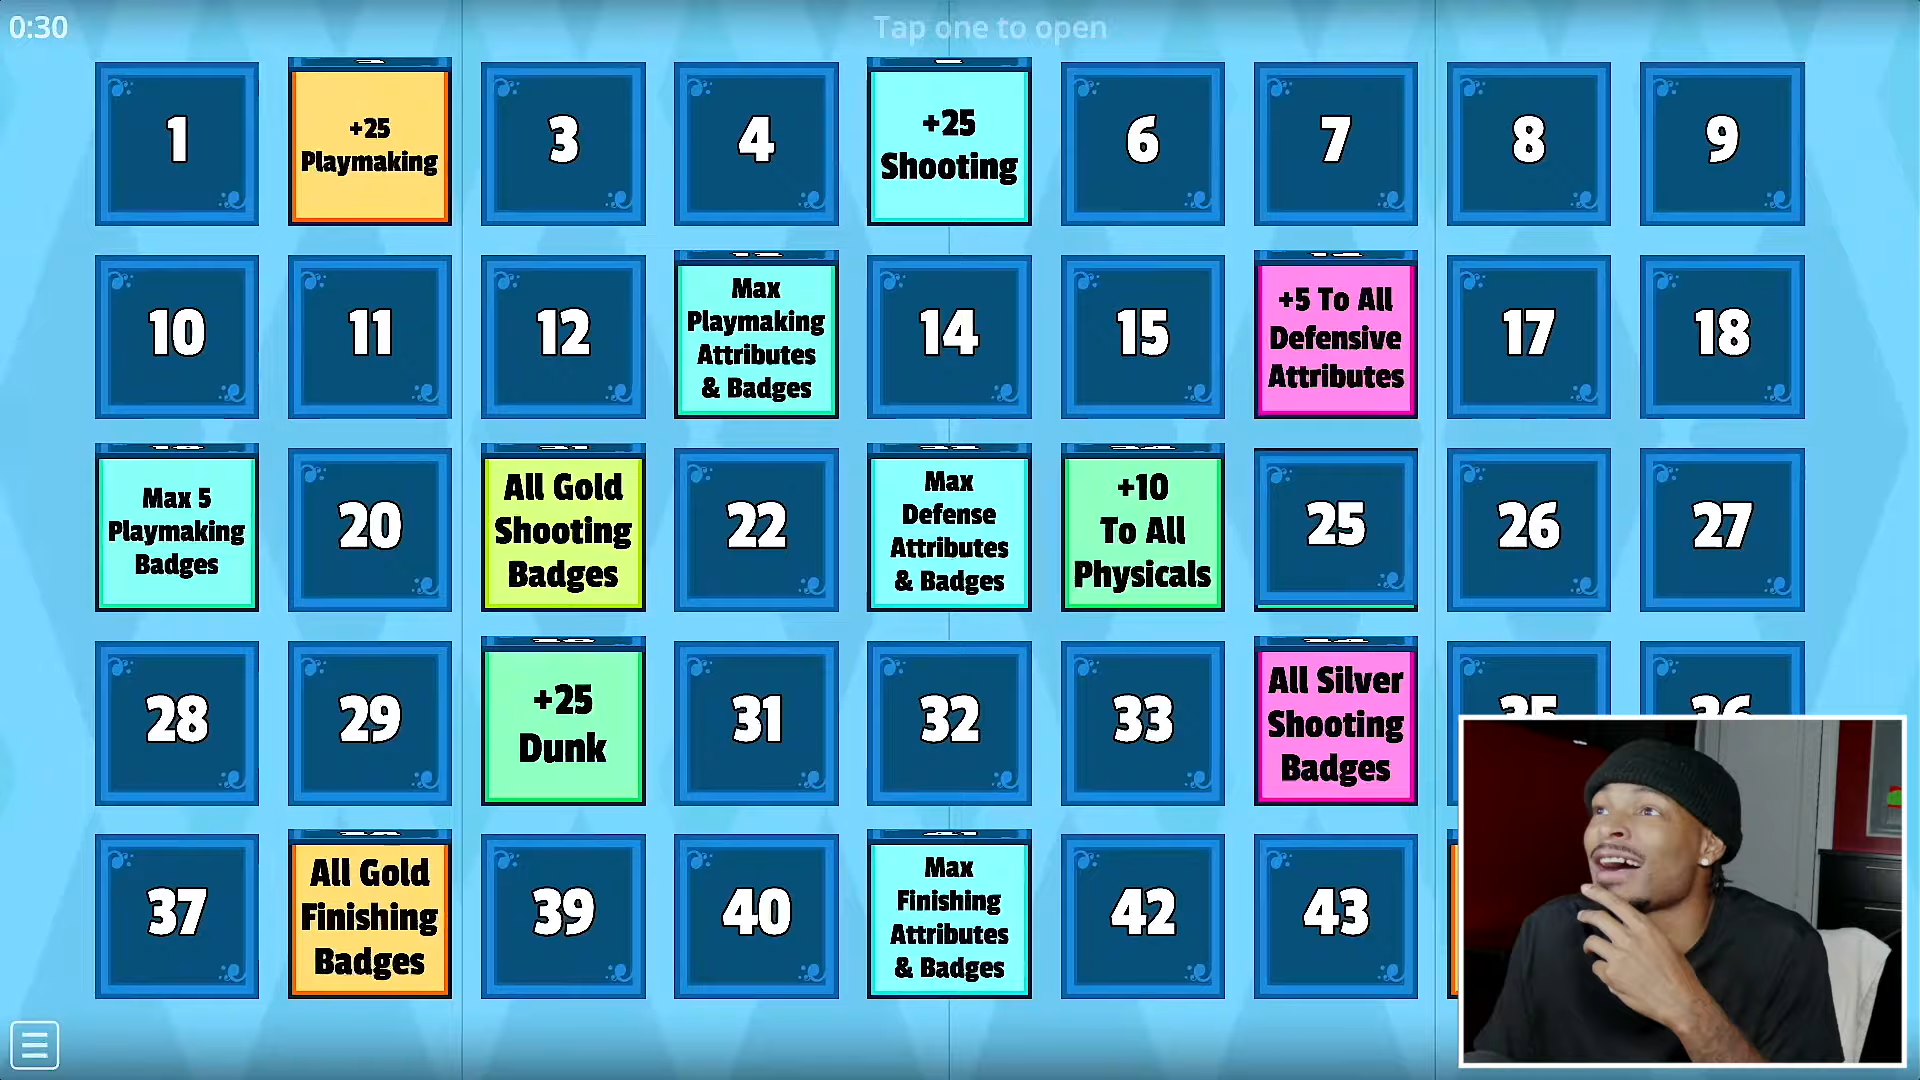 0:30
Tap one to open
1
+25
Playmaking
3
4
+25
Shooting
6
7
8
9
10
11
12
Max
Playmaking
Attributes
& Badges
14
15
+5 To All
Defensive
Attributes
17
18
Max 5
Playmaking
Badges
20
All Gold
Shooting
Badges
22
Max
Defense
Attributes
& Badges
+10
To All
Physicals
25
26
27
28
29
+25
Dunk
31
32
33
All Silver
Shooting
Badges
35
36
37
All Gold
Finishing
Badges
39
40
Max
Finishing
Attributes
& Badges
42
43